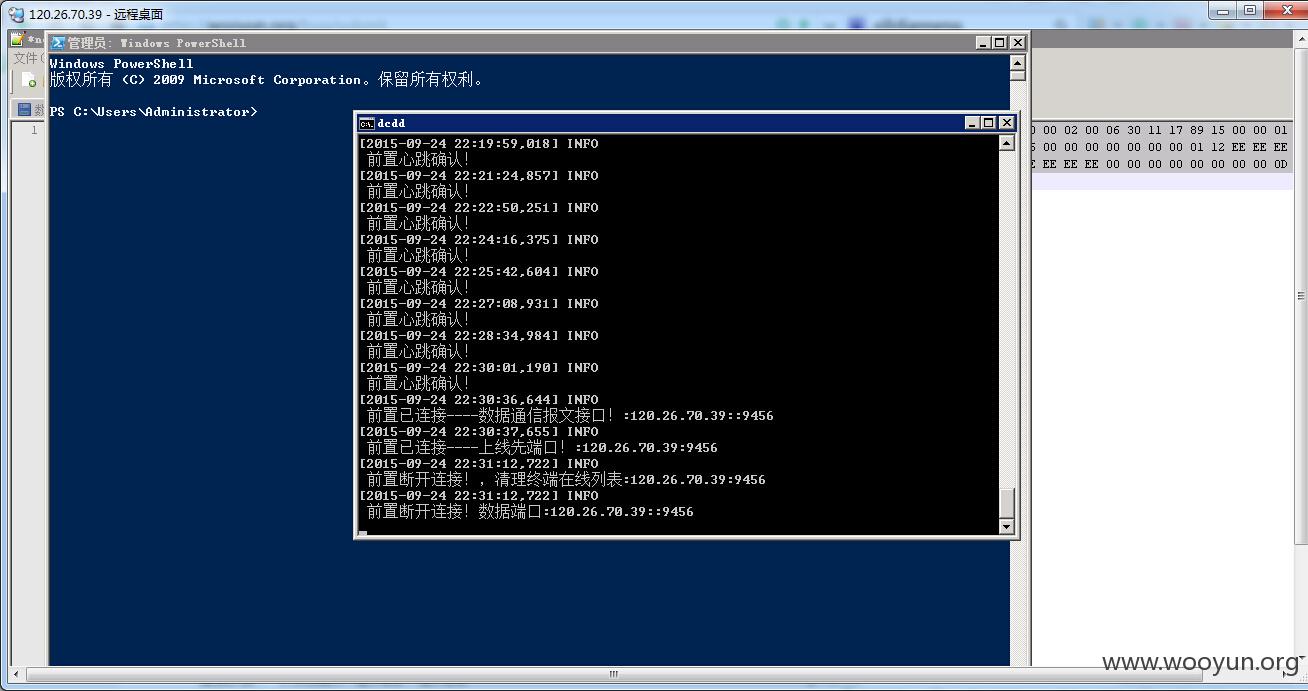 120.26.70.39 - 远程桌面
管理员: Windows PowerShell
文件
Windows PowerShell
版权所有 (C) 2009 Microsoft Corporation。保留所有权利。
PS C:\Users\Administrator>
1
dcdd
[2015-09-24 22:19:59,018] INFO
前置心跳确认!
[2015-09-24 22:21:24,857] INFO
前置心跳确认!
[2015-09-24 22:22:50,251] INFO
前置心跳确认!
[2015-09-24 22:24:16,375] INFO
前置心跳确认!
[2015-09-24 22:25:42,604] INFO
前置心跳确认!
[2015-09-24 22:27:08,931] INFO
前置心跳确认!
[2015-09-24 22:28:34,984] INFO
前置心跳确认!
[2015-09-24 22:30:01,190] INFO
前置心跳确认!
[2015-09-24 22:30:36,644] INFO
前置已连接----数据通信报文接口! :120.26.70.39::9456
[2015-09-24 22:30:37,655] INFO
前置已连接----上线先端口! :120.26.70.39:9456
[2015-09-24 22:31:12,722] INFO
前置断开连接! , 清理终端在线列表:120.26.70.39:9456
[2015-09-24 22:31:12,722] INFO
前置断开连接! 数据端口:120.26.70.39::9456
00 02 00 06 30 11 17 89 15 00 00 01
00 00 00 00 00 01 12 EE EE EE
EE EE EE 00 00 00 00 00 00 00 0D
www.wooyun.org